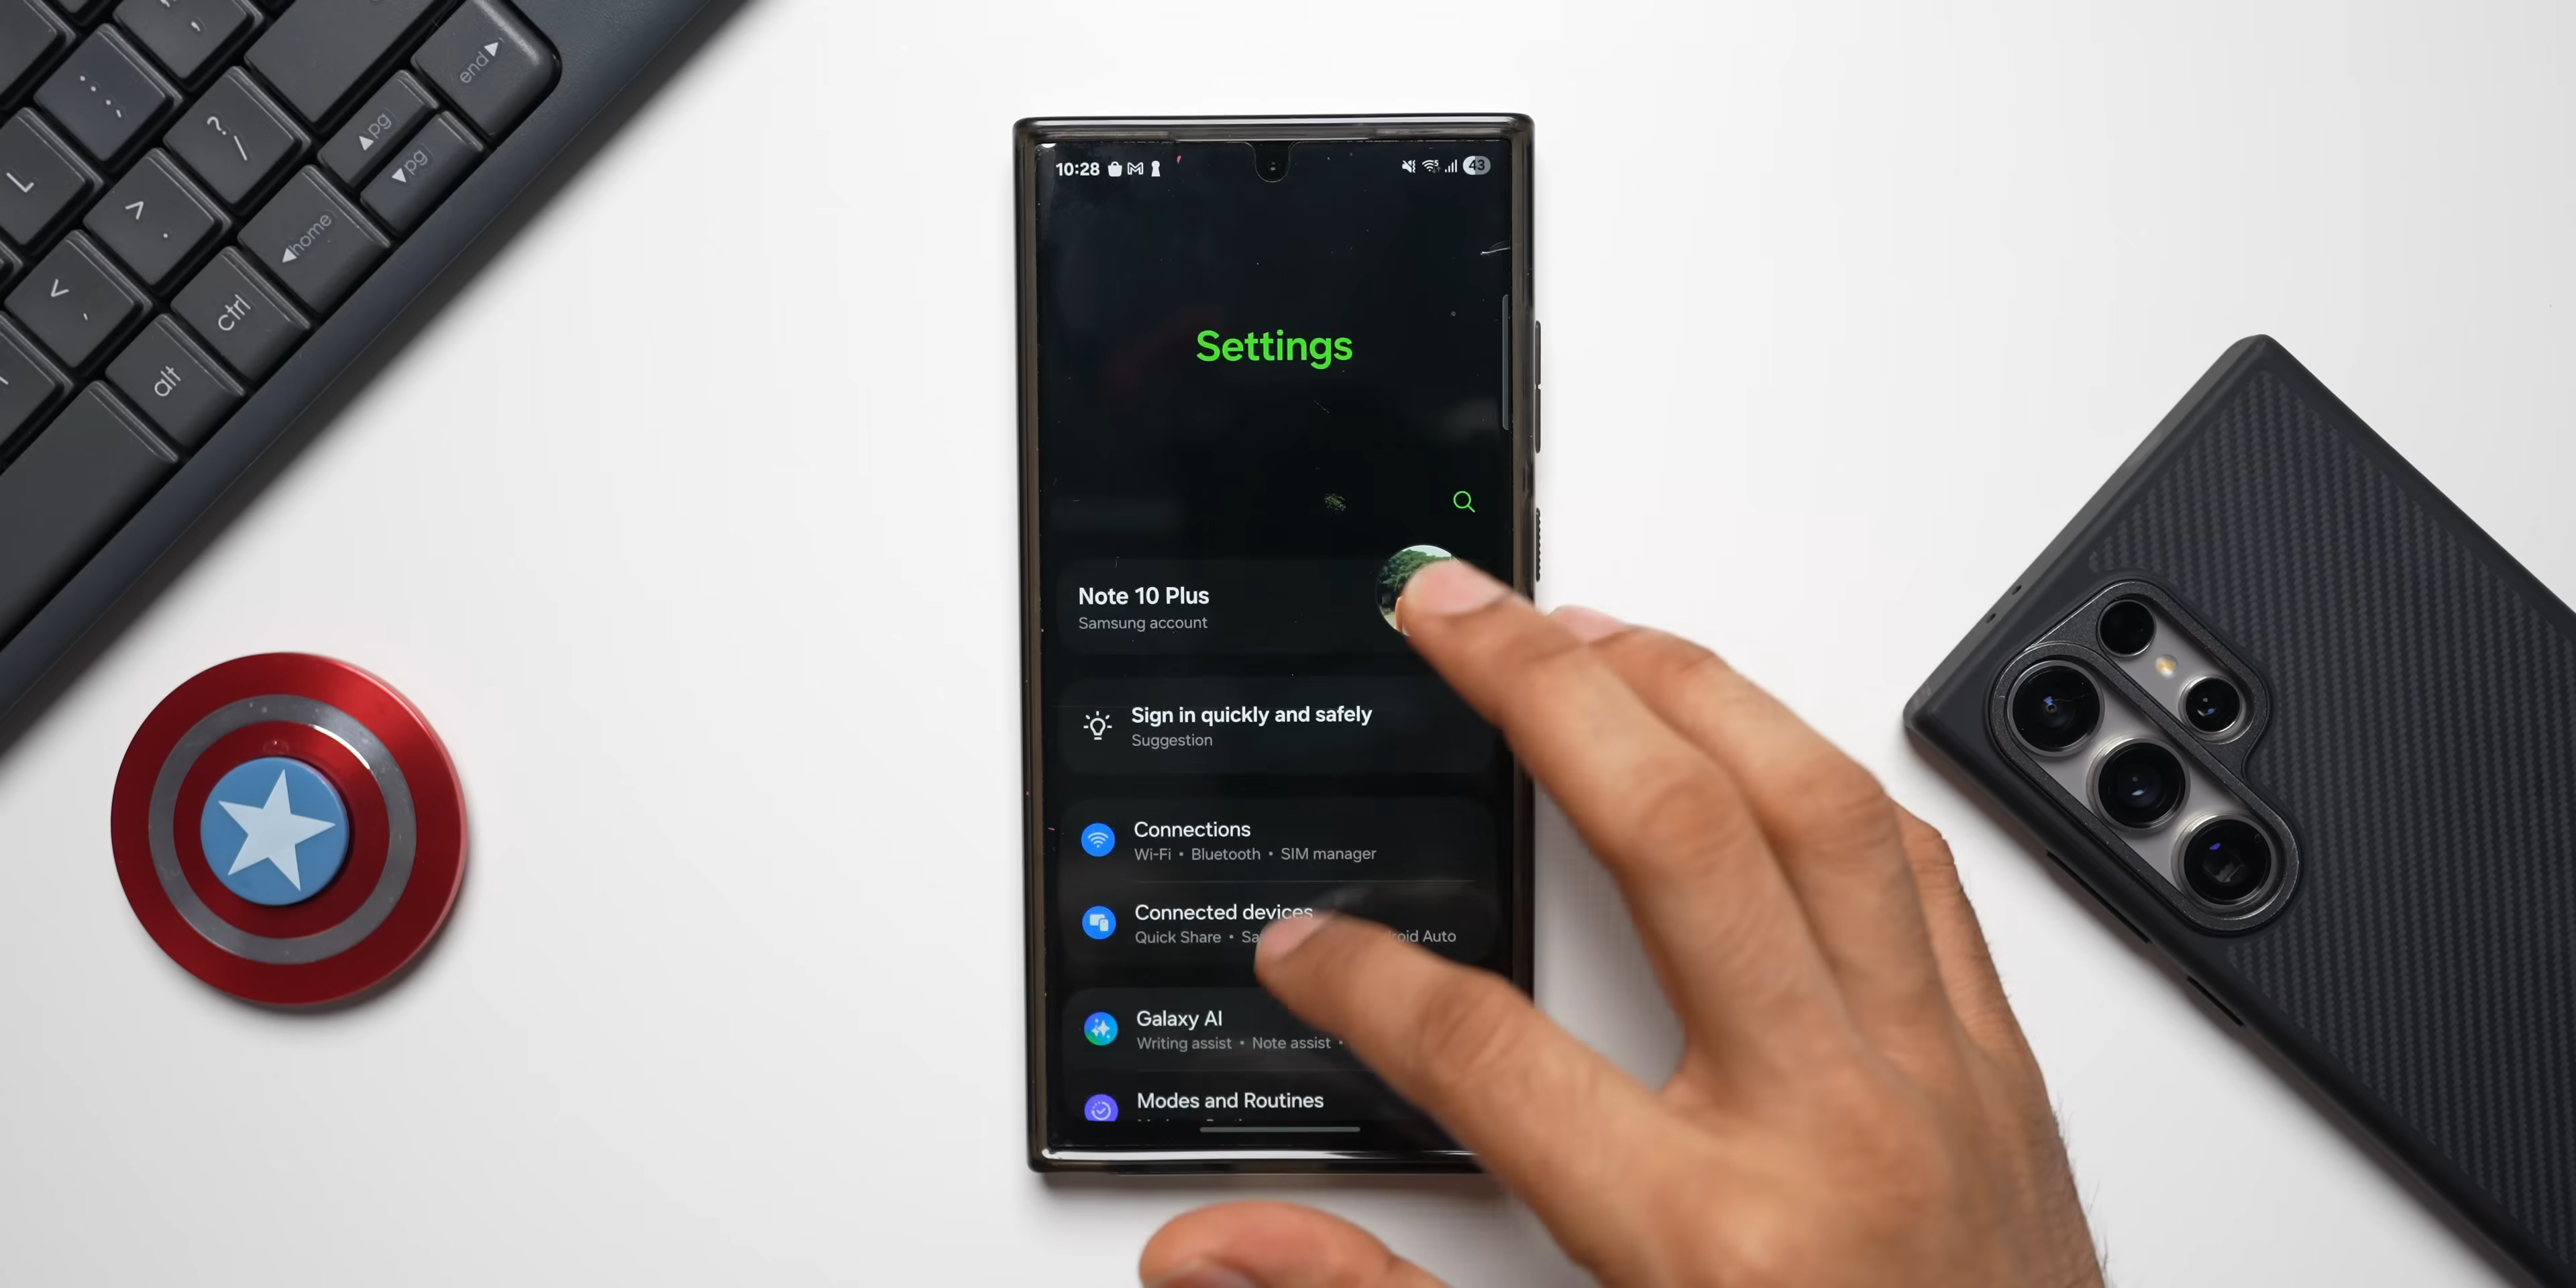 end▲
▲pg
▼pg
? /
L
> .
◀home
< ,
ctrl
alt
10:28
43
Settings
Note 10 Plus
Samsung account
Sign in quickly and safely
Suggestion
Connections
Wi-Fi • Bluetooth • SIM manager
Connected devices
Quick Share • Auto
Galaxy AI
Writing assist • Note assist •
Modes and Routines